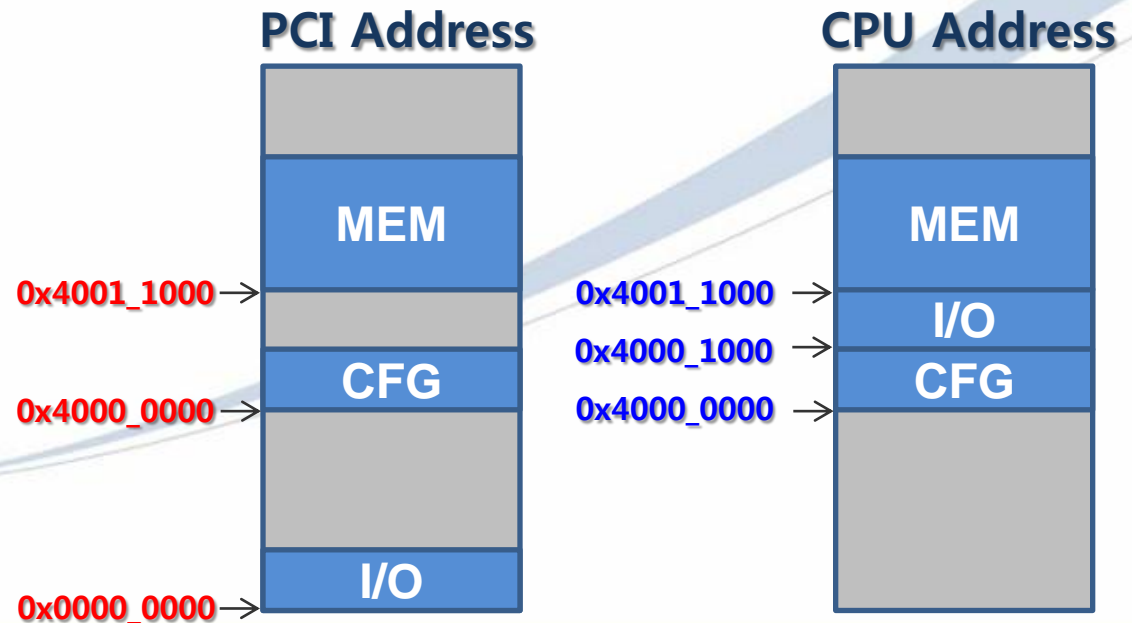 PCI Address
MEM
0x4001_1000
CFG
0x4000_0000
I/O
0x0000_0000
CPU Address
MEM
0x4001_1000
I/O
0x4000_1000
CFG
0x4000_0000